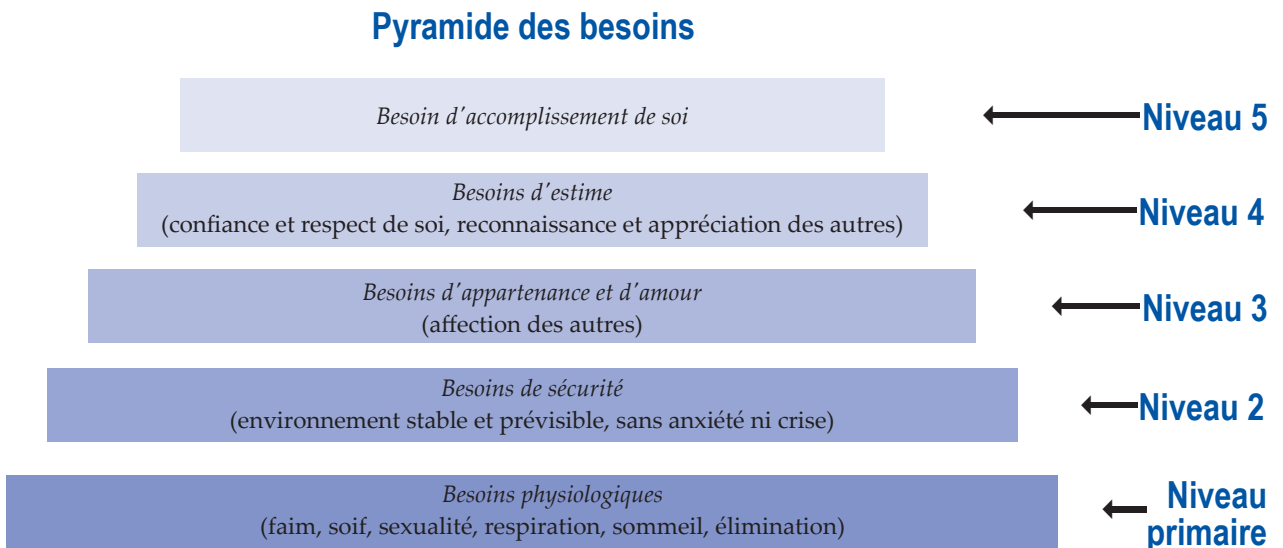 Pyramide des besoins
Besoin d'accomplissement de soi
Niveau 5
Besoins d'estime
(confiance et respect de soi, reconnaissance et appréciation des autres)
Niveau 4
Besoins d'appartenance et d'amour
(affection des autres)
Niveau 3
Besoins de sécurité
(environnement stable et prévisible, sans anxiété ni crise)
Niveau 2
Besoins physiologiques
(faim, soif, sexualité, respiration, sommeil, élimination)
Niveau
primaire